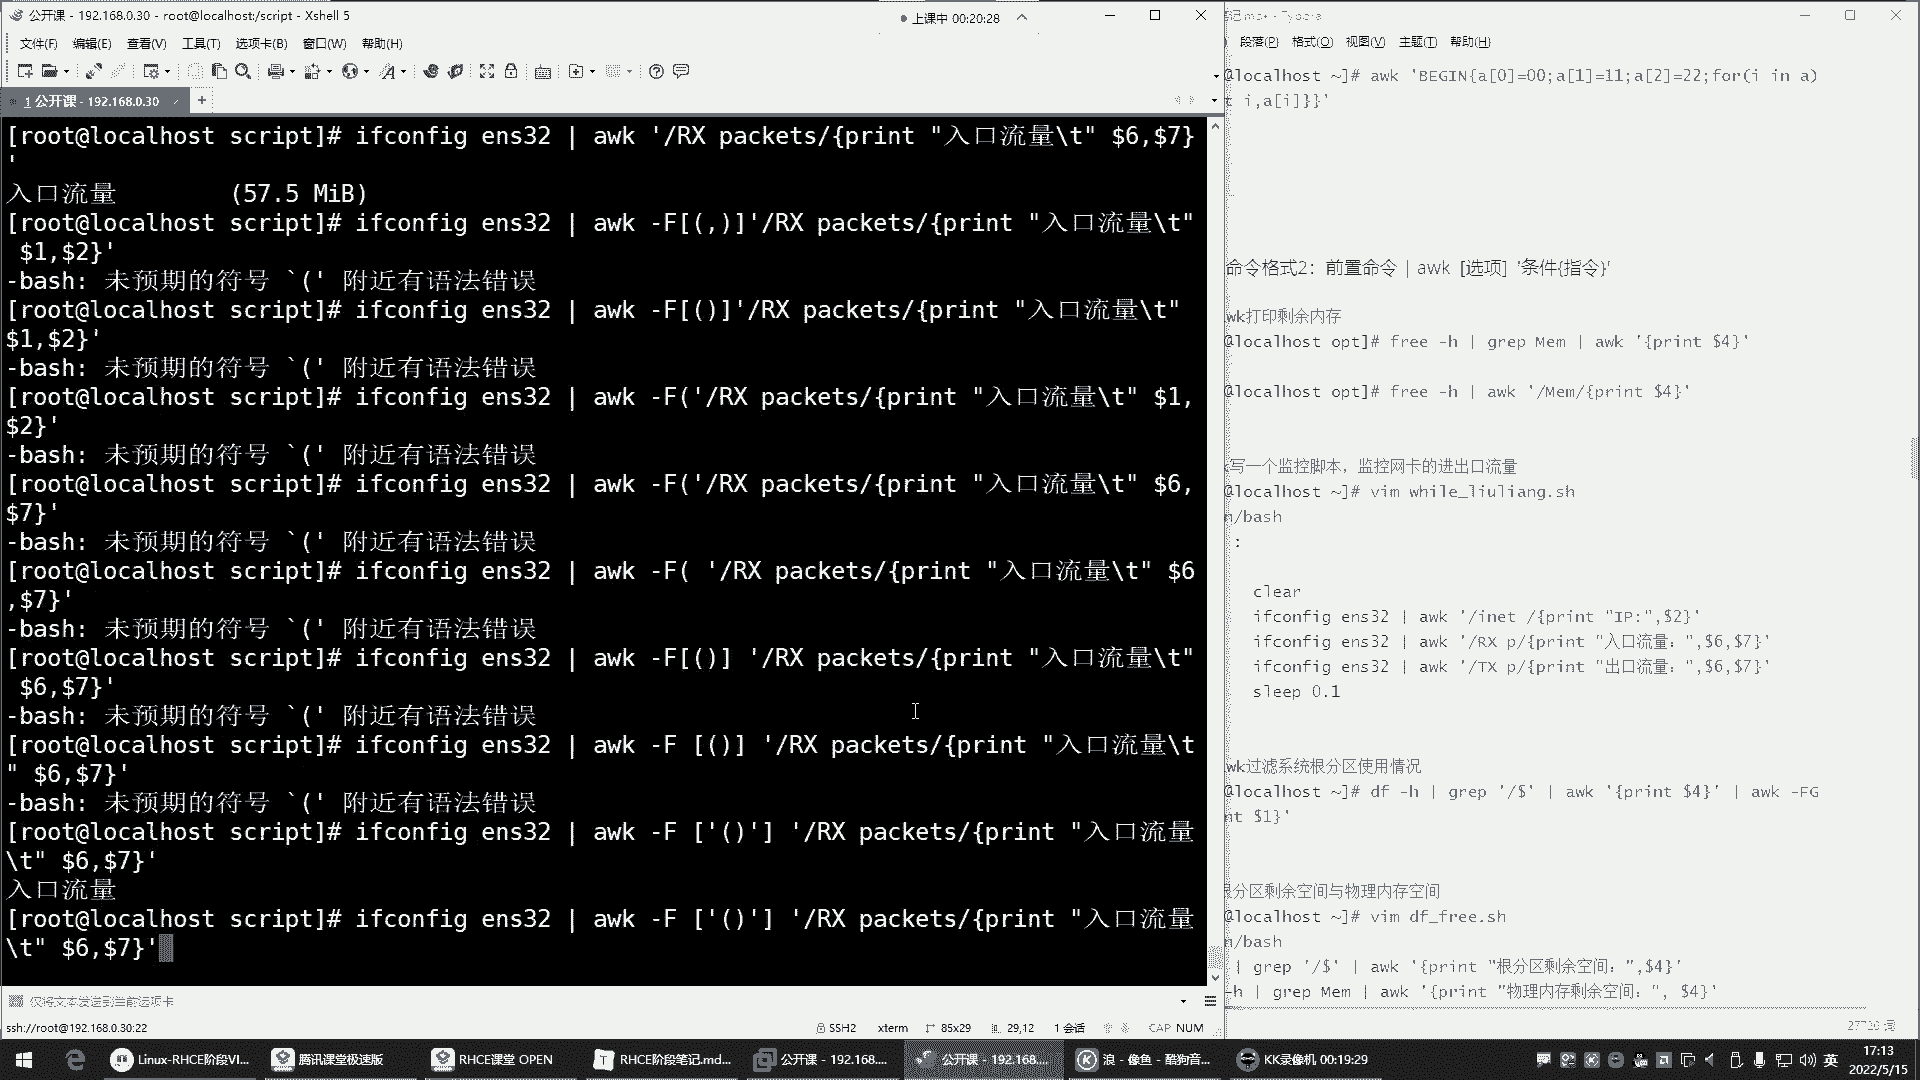 公开课 - 192.168.0.30 - root@localhost:/script - Xshell 5
上课中 00:20:28
文件(F) 编辑(E) 查看(V) 工具(T) 选项卡(B) 窗口(W) 帮助(H)
1 公开课 - 192.168.0.30
[root@localhost script]# ifconfig ens32 | awk '/RX packets/{print "入口流量\t" $6,$7}
'
入口流量 (57.5 MiB)
[root@localhost script]# ifconfig ens32 | awk -F[(,)]'/RX packets/{print "入口流量\t"
$1,$2}'
-bash: 未预期的符号 `(' 附近有语法错误
[root@localhost script]# ifconfig ens32 | awk -F[()]'/RX packets/{print "入口流量\t"
$1,$2}'
-bash: 未预期的符号 `(' 附近有语法错误
[root@localhost script]# ifconfig ens32 | awk -F('/RX packets/{print "入口流量\t" $1,
$2}'
-bash: 未预期的符号 `(' 附近有语法错误
[root@localhost script]# ifconfig ens32 | awk -F('/RX packets/{print "入口流量\t" $6,
$7}'
-bash: 未预期的符号 `(' 附近有语法错误
[root@localhost script]# ifconfig ens32 | awk -F( '/RX packets/{print "入口流量\t" $6
,$7}'
-bash: 未预期的符号 `(' 附近有语法错误
[root@localhost script]# ifconfig ens32 | awk -F[()] '/RX packets/{print "入口流量\t"
$6,$7}'
-bash: 未预期的符号 `(' 附近有语法错误
[root@localhost script]# ifconfig ens32 | awk -F [()] '/RX packets/{print "入口流量\t
" $6,$7}'
-bash: 未预期的符号 `(' 附近有语法错误
[root@localhost script]# ifconfig ens32 | awk -F ['()'] '/RX packets/{print "入口流量
\t" $6,$7}'
入口流量
[root@localhost script]# ifconfig ens32 | awk -F ['()'] '/RX packets/{print "入口流量
\t" $6,$7}'
仅将文本发送到当前选项卡
ssh://root@192.168.0.30:22 SSH2 xterm 85x29 29,12 1 会话 CAP NUM
段落(P) 格式(O) 视图(V) 主题(T) 帮助(H)
@localhost ~]# awk 'BEGIN{a[0]=00;a[1]=11;a[2]=22;for(i in a)
t i,a[i]}}'
命令格式2：前置命令 | awk [选项] '条件{指令}'
wk打印剩余内存
@localhost opt]# free -h | grep Mem | awk '{print $4}'
@localhost opt]# free -h | awk '/Mem/{print $4}'
写一个监控脚本，监控网卡的进出口流量
@localhost ~]# vim while_liuliang.sh
n/bash
:
clear
ifconfig ens32 | awk '/inet /{print "IP:",$2}'
ifconfig ens32 | awk '/RX p/{print "入口流量：",$6,$7}'
ifconfig ens32 | awk '/TX p/{print "出口流量：",$6,$7}'
sleep 0.1
wk过滤系统根分区使用情况
@localhost ~]# df -h | grep '/$' | awk '{print $4}' | awk -FG
nt $1}'
分区剩余空间与物理内存空间
@localhost ~]# vim df_free.sh
n/bash
| grep '/$' | awk '{print "根分区剩余空间：",$4}'
-h | grep Mem | awk '{print "物理内存剩余空间：", $4}'
27720 词
Linux-RHCE阶段VI... 腾讯课堂极速版 RHCE课堂 OPEN RHCE阶段笔记.md... 公开课 - 192.168.... 公开课 - 192.168.... 浪 - 像鱼 - 酷狗音... KK录像机 00:19:29 英
17:13
2022/5/15